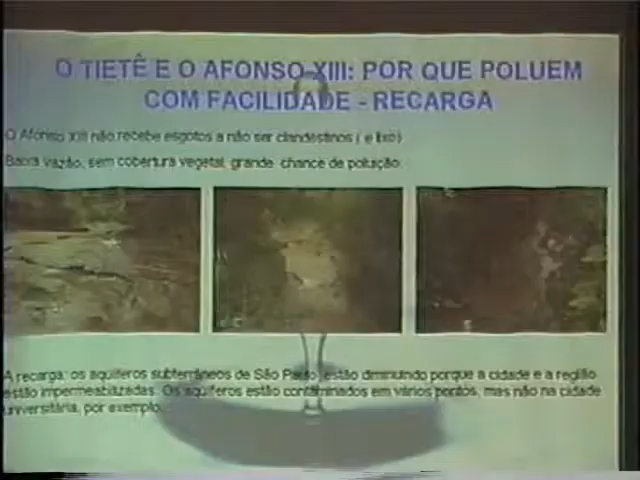 O TIETÊ E O AFONSO XIII: POR QUE POLUEM
COM FACILIDADE - RECARGA
O Afonso XIII não recebe esgotos a não ser clandestinos ( e lixo)
Baixa vazão, sem cobertura vegetal, grande chance de poluição.
A recarga: os aquíferos subterrâneos de São Paulo estão diminuindo porque a cidade e a região
estão impermeabilizadas. Os aquíferos estão contaminados em vários pontos, mas não na cidade
universitária, por exemplo.